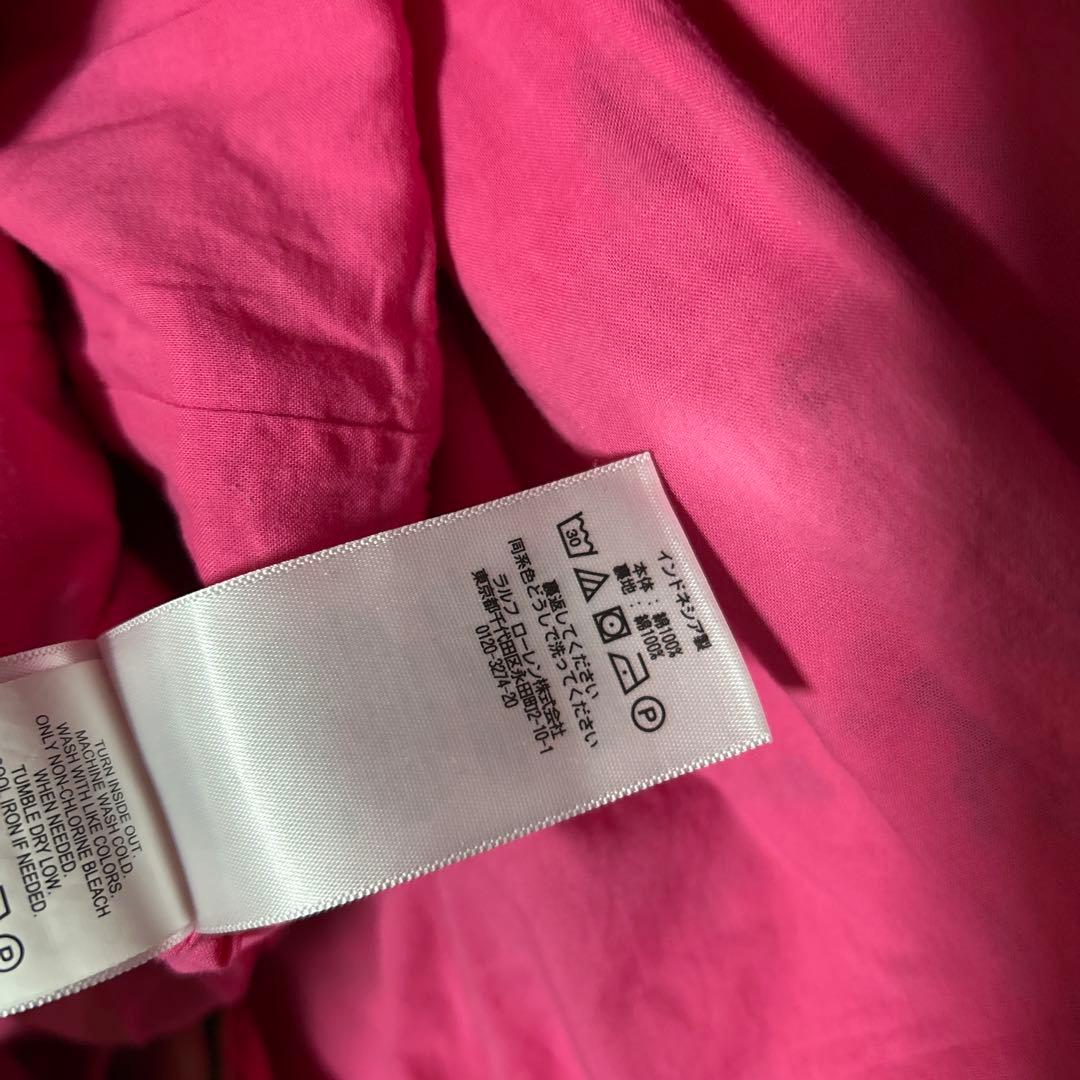 インドネシア製
本体：綿100%
裏地：綿100%
30
P
裏返してください
同系色どうしで洗ってください
ラルフ ローレン株式会社
東京都千代田区永田町2-10-1
0120-3274-20
TURN INSIDE OUT.
MACHINE WASH COLD.
WASH WITH LIKE COLORS.
ONLY NON-CHLORINE BLEACH
WHEN NEEDED.
TUMBLE DRY LOW.
COOL IRON IF NEEDED.
P